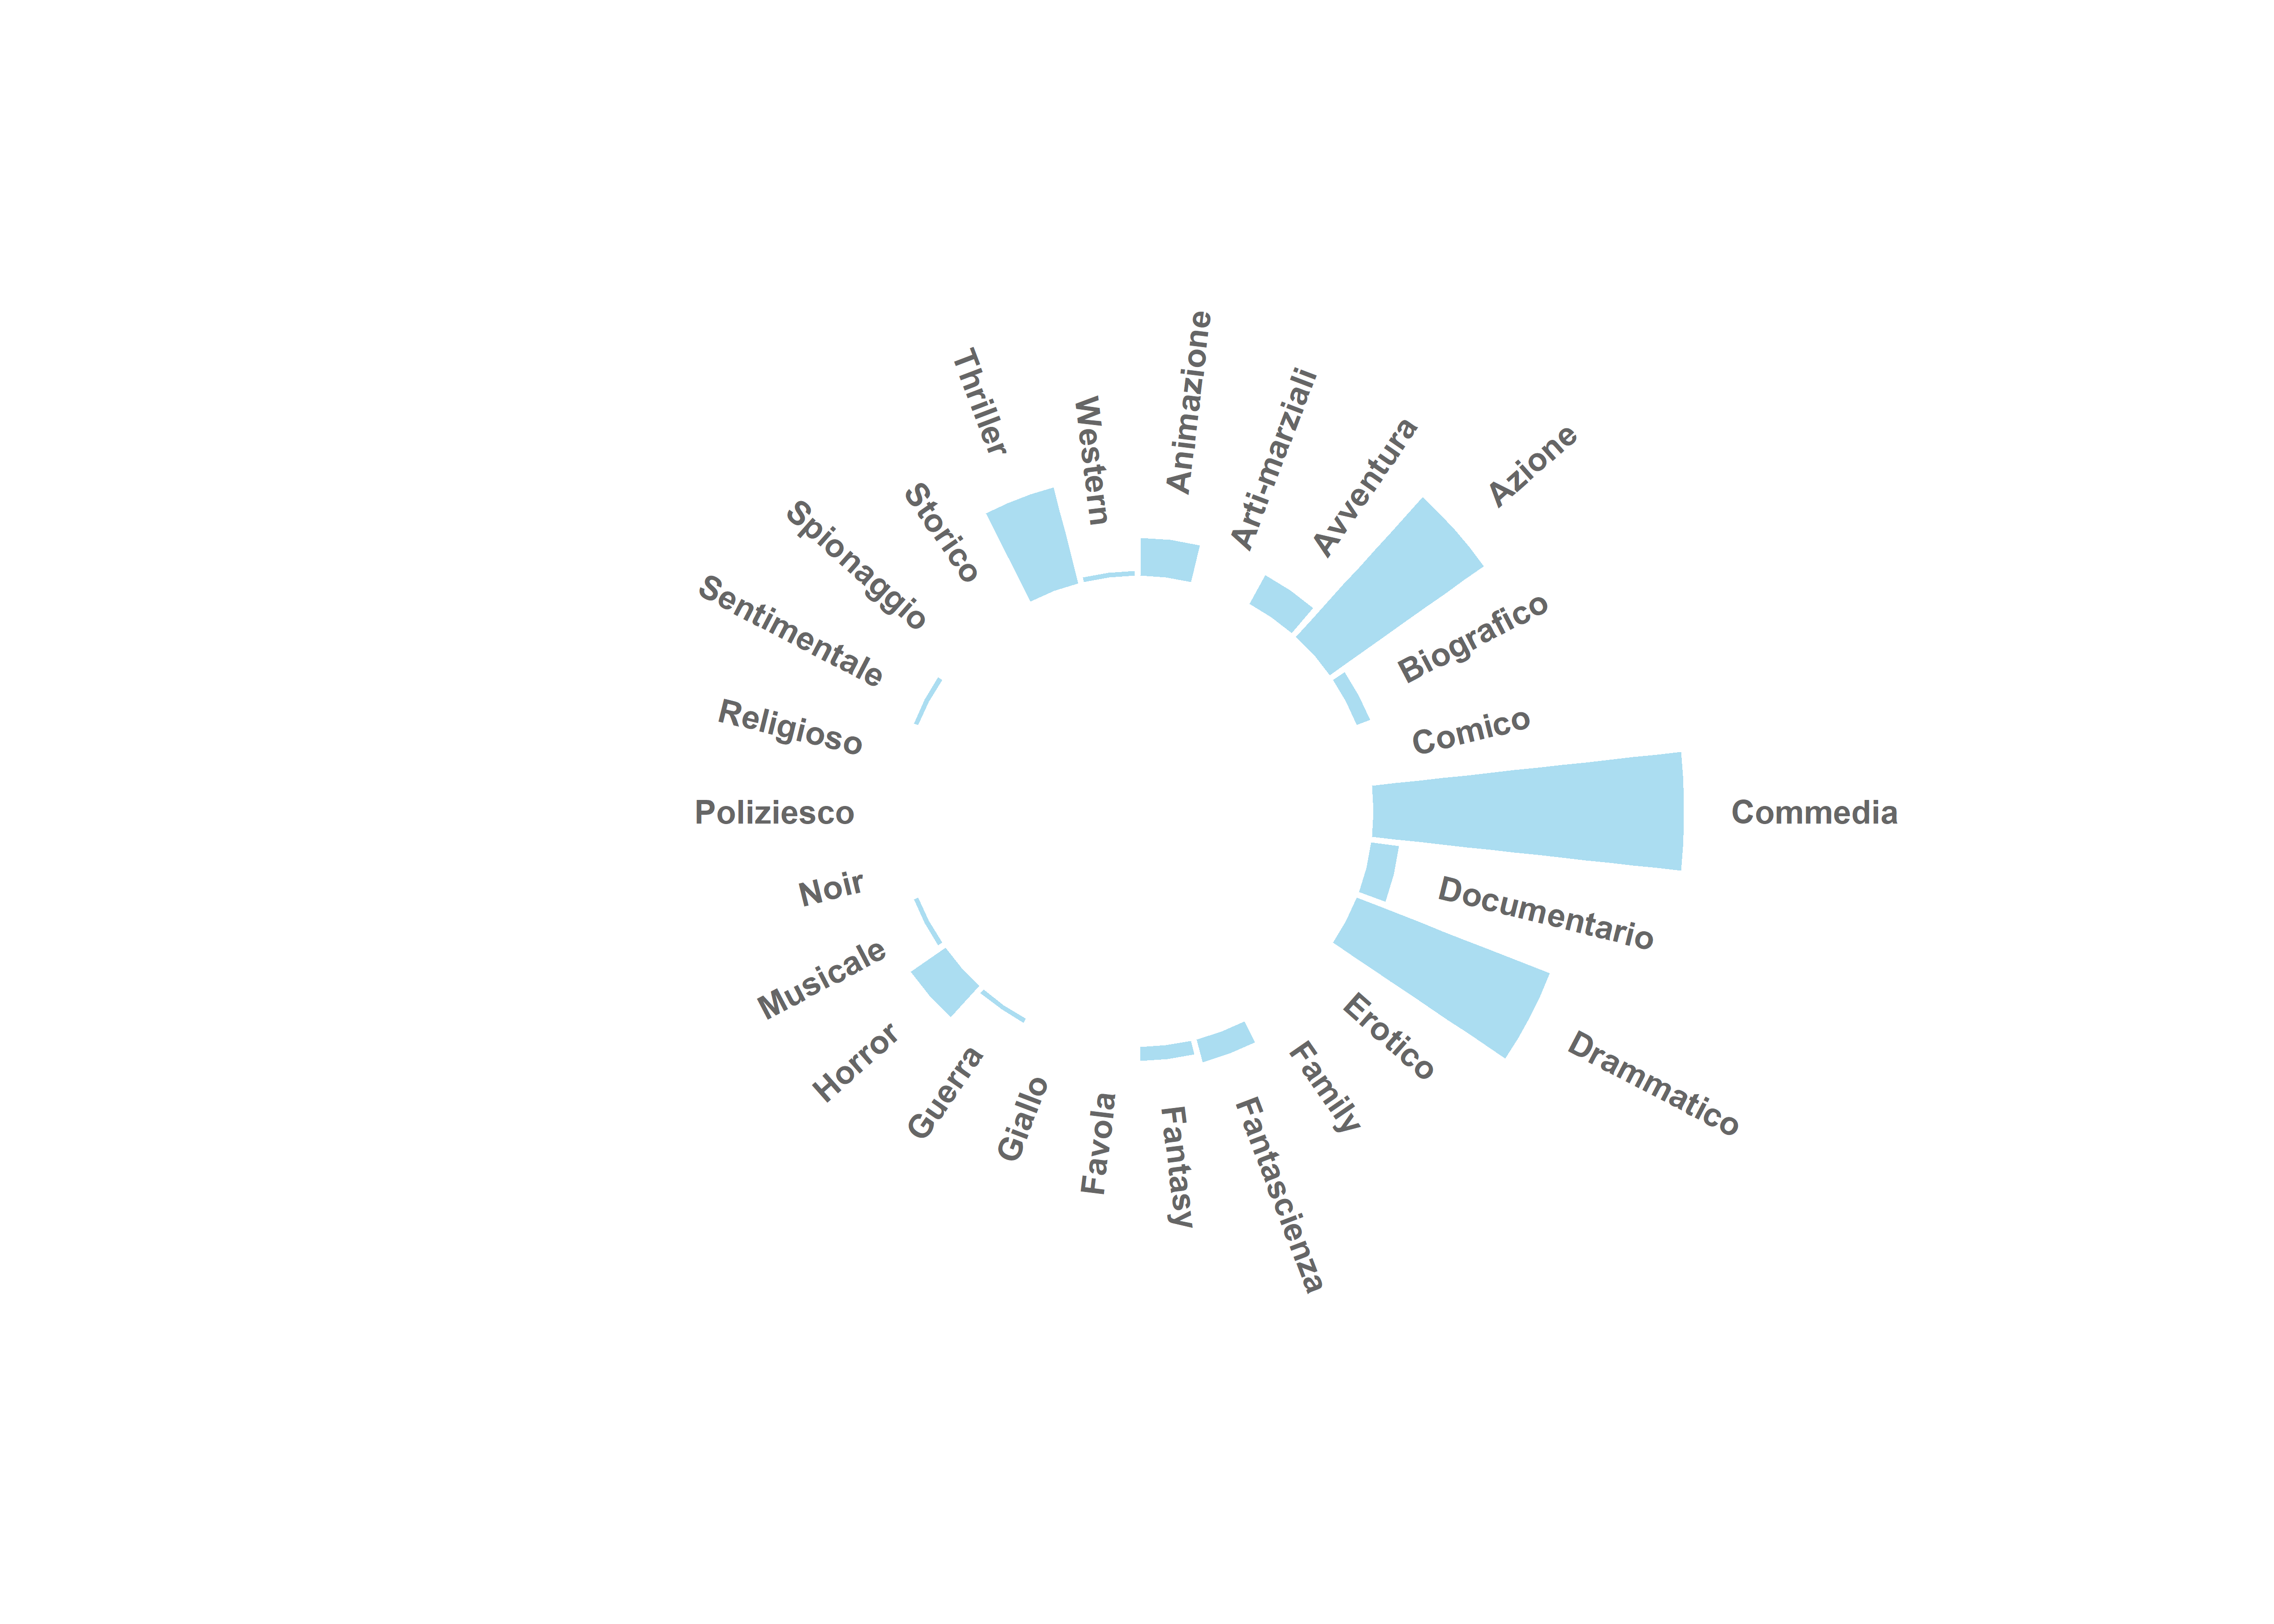 Animazione
Arti-marziali
Avventura
Azione
Biografico
Comico
Commedia
Documentario
Drammatico
Erotico
Family
Fantascienza
Fantasy
Favola
Giallo
Guerra
Horror
Musicale
Noir
Poliziesco
Religioso
Sentimentale
Spionaggio
Storico
Thriller
Western